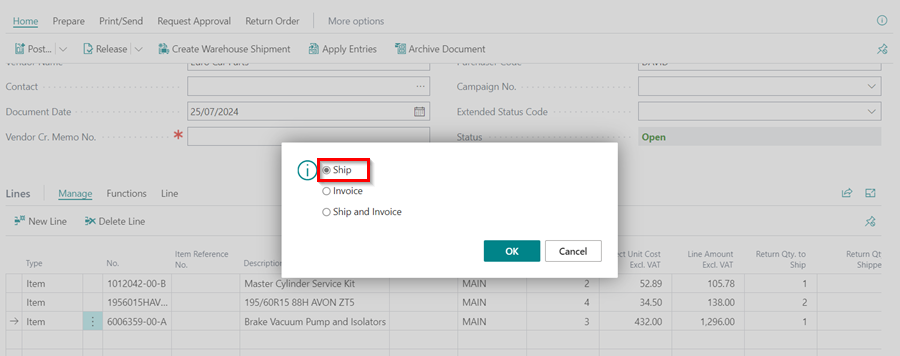 Home Prepare Print/Send Request Approval Return Order More options
Post... Release Create Warehouse Shipment Apply Entries Archive Document
Vendor Name Euro Car Parts Purchaser Code
Contact Campaign No.
Document Date 25/07/2024 Extended Status Code
Vendor Cr. Memo No. Status Open
Ship
Invoice
Ship and Invoice
OK Cancel
Lines Manage Functions Line
New Line Delete Line
Type No. Item Reference No. Description Unit Cost Excl. VAT Line Amount Excl. VAT Return Qty. to Ship Return Qt Shippe
Item 1012042-00-B Master Cylinder Service Kit MAIN 2 52.89 105.78 1
Item 1956015HAV... 195/60R15 88H AVON ZT5 MAIN 4 34.50 138.00 2
Item 6006359-00-A Brake Vacuum Pump and Isolators MAIN 3 432.00 1,296.00 1